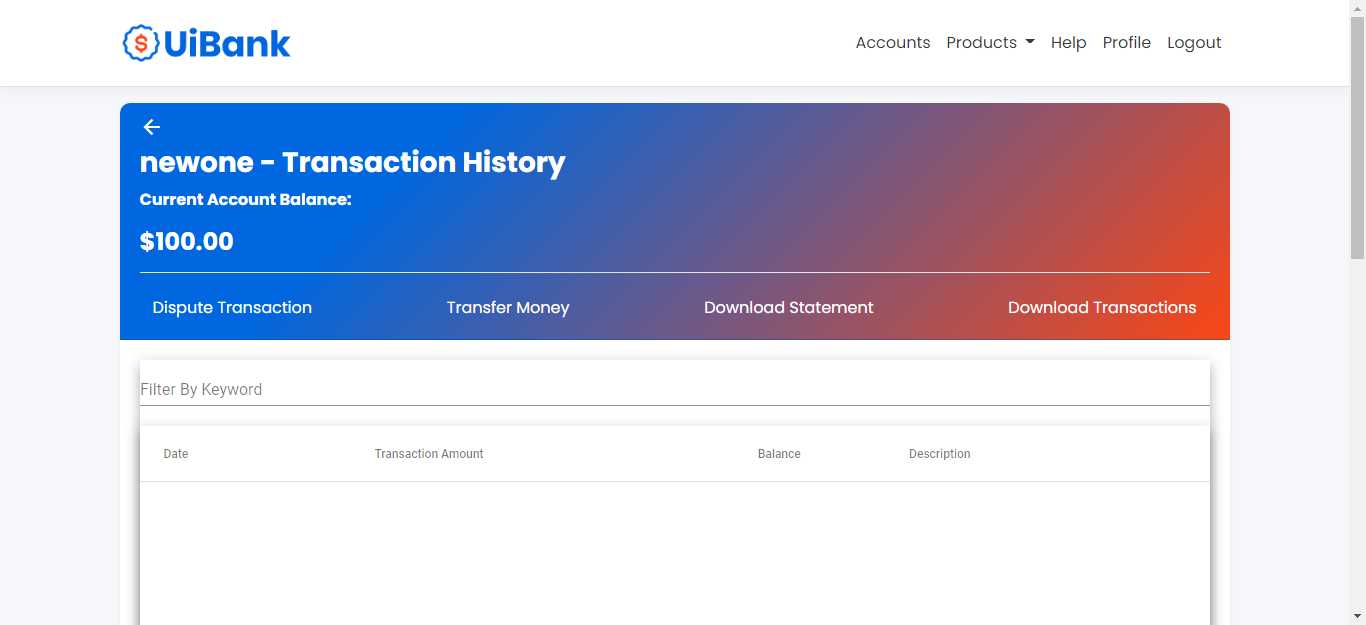 $ UiBank
Accounts Products Help Profile Logout
newone - Transaction History
Current Account Balance:
$100.00
Dispute Transaction Transfer Money Download Statement Download Transactions
Filter By Keyword
Date Transaction Amount Balance Description